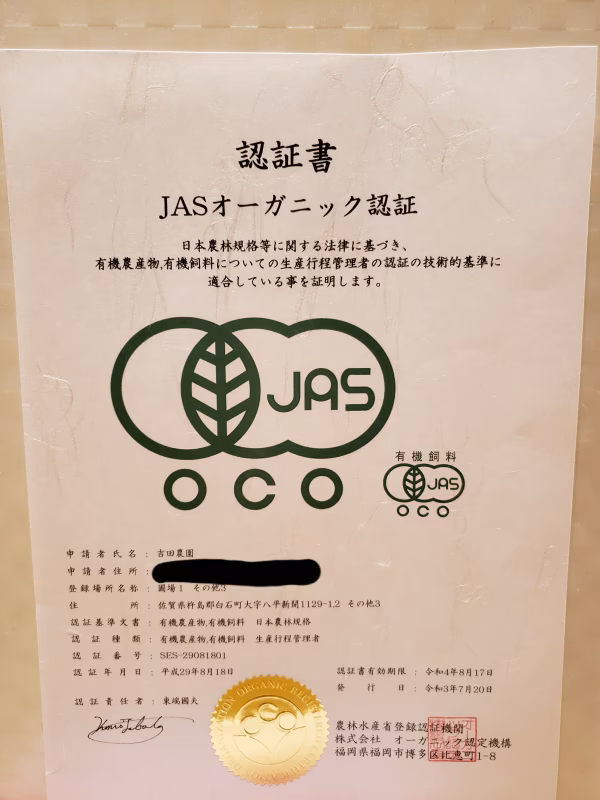 認証書
JASオーガニック認証
日本農林規格等に関する法律に基づき、
有機農産物,有機飼料についての生産行程管理者の認証の技術的基準に
適合している事を証明します。
JAS
OCO
有機飼料
JAS
OCO
申請者氏名：吉田農園
申請者住所：
登録場所名称：圃場1 その他3
住所：佐賀県杵島郡白石町大字八平新開1129-1,2 その他3
認証基準文書：有機農産物,有機飼料 日本農林規格
認証種類：有機農産物,有機飼料 生産行程管理者
認証番号：SES-29081801
認証年月日：平成29年8月18日
認証書有効期限：令和4年8月17日
発行日：令和3年7月20日
認証責任者：東端國夫
ORGANIC
農林水産省登録認証機関
株式会社 オーガニック認定機構
福岡県福岡市博多区比恵町1-8